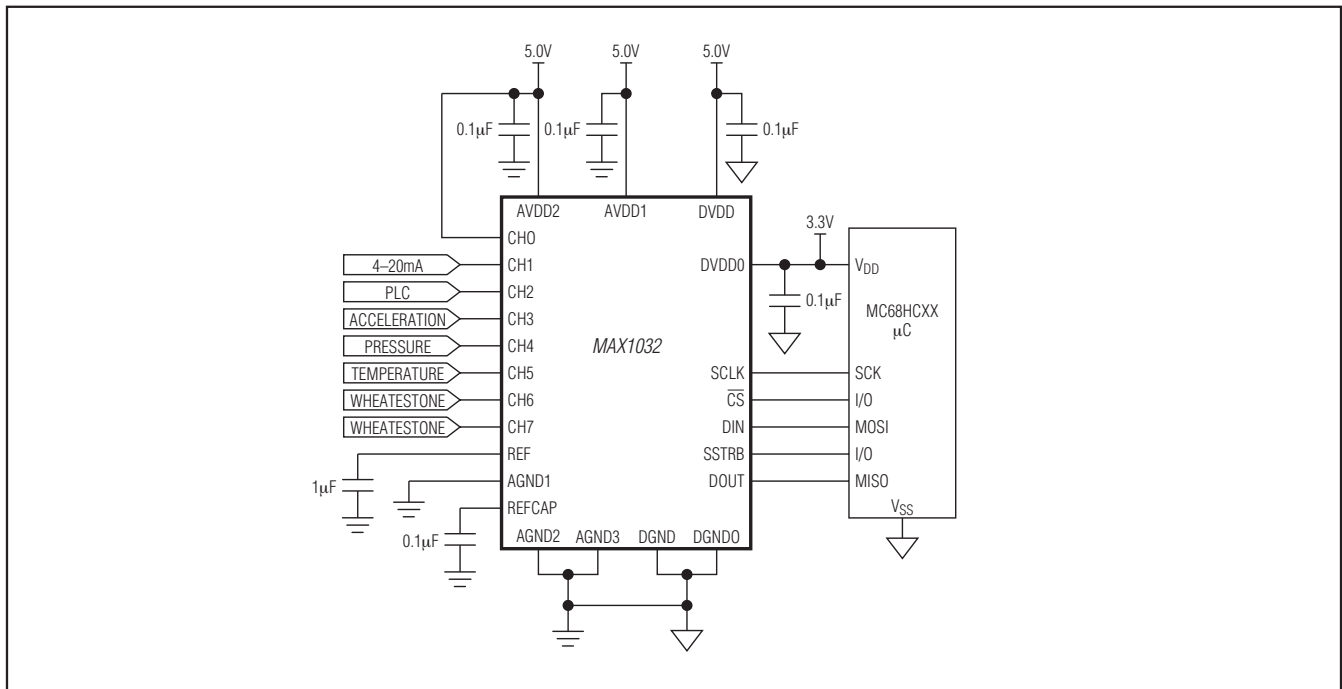 5.0V 5.0V 5.0V
0.1µF 0.1µF 0.1µF
AVDD2 AVDD1 DVDD
3.3V
CH0
4–20mA CH1 DVDD0 VDD
0.1µF
PLC CH2
MC68HCXX
µC
ACCELERATION CH3
PRESSURE CH4 MAX1032
TEMPERATURE CH5 SCLK SCK
WHEATESTONE CH6 CS I/O
WHEATESTONE CH7 DIN MOSI
REF SSTRB I/O
1µF AGND1 DOUT MISO
REFCAP VSS
0.1µF AGND2 AGND3 DGND DGND0